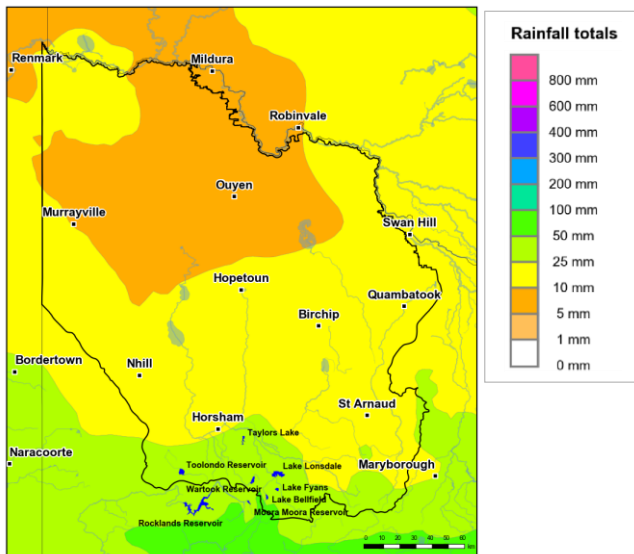 Renmark
Mildura
Robinvale
Ouyen
Murrayville
Swan Hill
Hopetoun
Quambatook
Birchip
Bordertown
Nhill
St Arnaud
Horsham
Taylors Lake
Naracoorte
Toolondo Reservoir
Lake Lonsdale
Maryborough
Wartook Reservoir
Lake Fyans
Lake Bellfield
Moora Moora Reservoir
Rocklands Reservoir
0 10 20 30 40 50 60
km
Rainfall totals
800 mm
600 mm
400 mm
300 mm
200 mm
100 mm
50 mm
25 mm
10 mm
5 mm
1 mm
0 mm